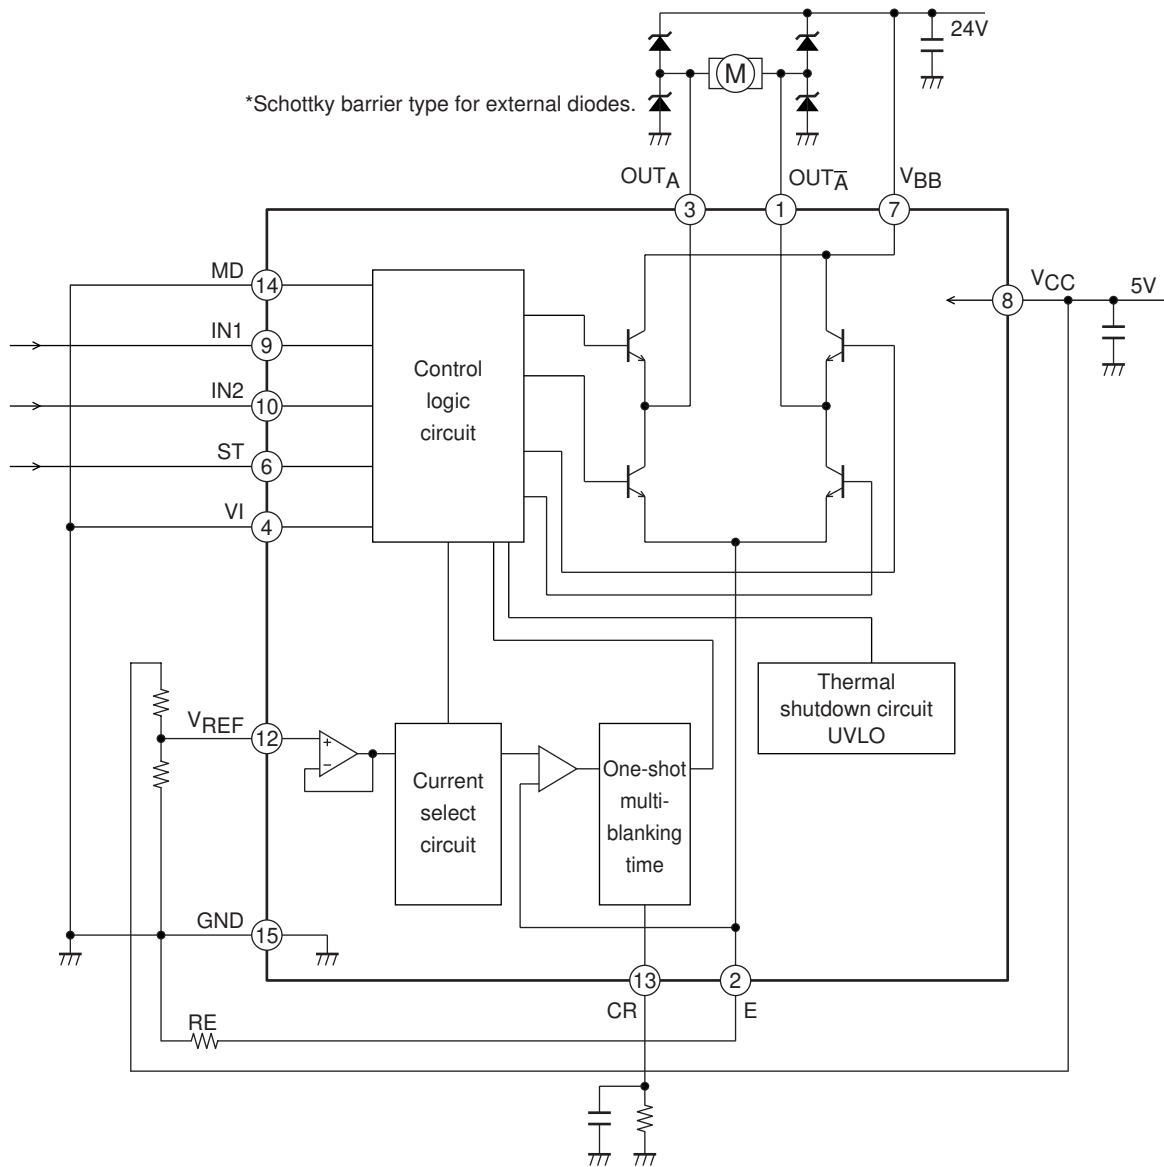 24V
M
*Schottky barrier type for external diodes.
OUTA
OUTA̅
VBB
3
1
7
MD
14
VCC
5V
8
IN1
9
IN2
10
ST
6
VI
4
Control
logic
circuit
Thermal
shutdown circuit
UVLO
VREF
12
+
−
Current
select
circuit
One-shot
multi-
blanking
time
GND
15
13
2
CR
E
RE